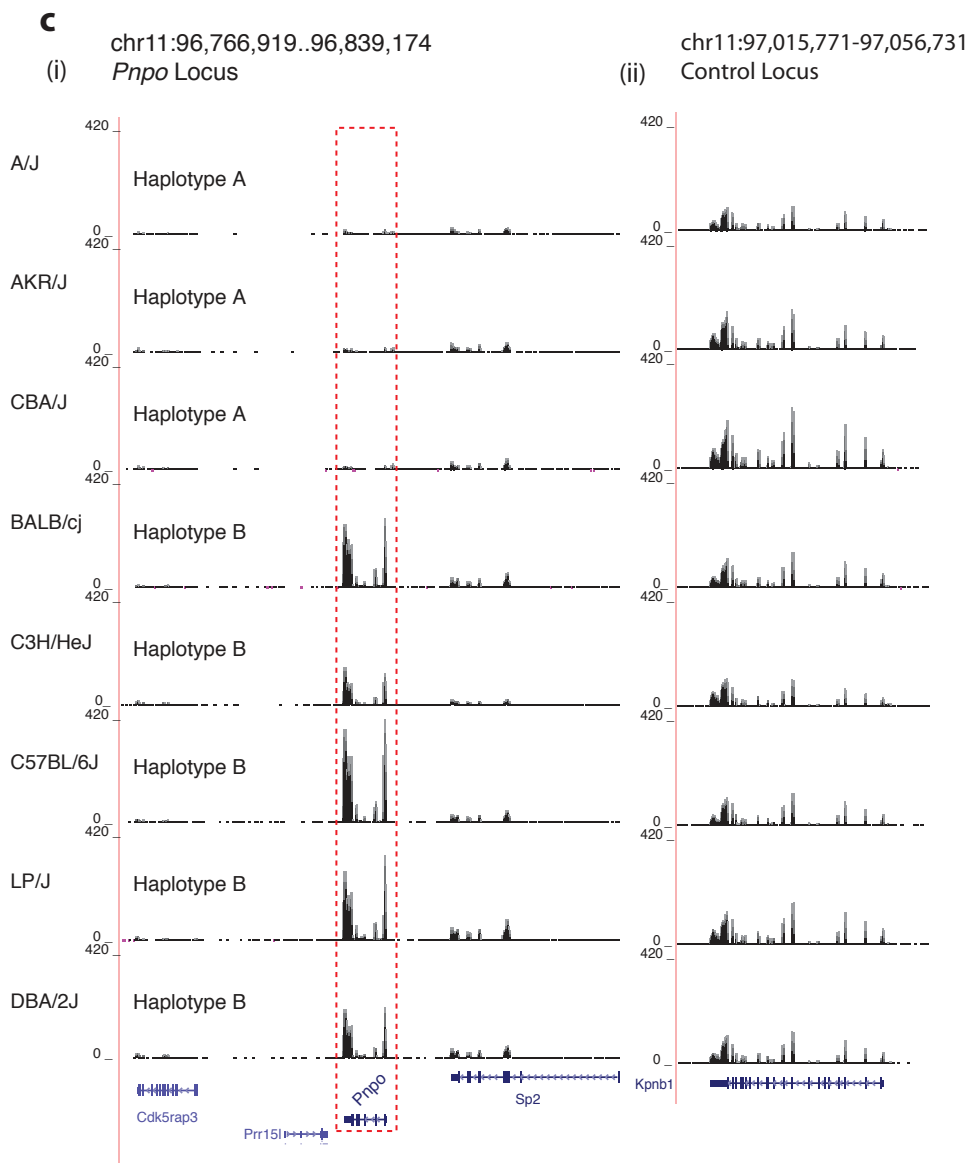 c
chr11:96,766,919..96,839,174
(i) Pnpo Locus
chr11:97,015,771-97,056,731
(ii) Control Locus
420 _
420 _
A/J
Haplotype A
0 _
0 _
420 _
420 _
AKR/J
Haplotype A
0 _
0 _
420 _
420 _
CBA/J
Haplotype A
0 _
0 _
420 _
420 _
BALB/cj
Haplotype B
0 _
0 _
420 _
420 _
C3H/HeJ
Haplotype B
0 _
0 _
420 _
420 _
C57BL/6J
Haplotype B
0 _
0 _
420 _
420 _
LP/J
Haplotype B
0 _
0 _
420 _
420 _
DBA/2J
Haplotype B
0 _
0 _
Cdk5rap3
Prr15l
Pnpo
Sp2
Kpnb1